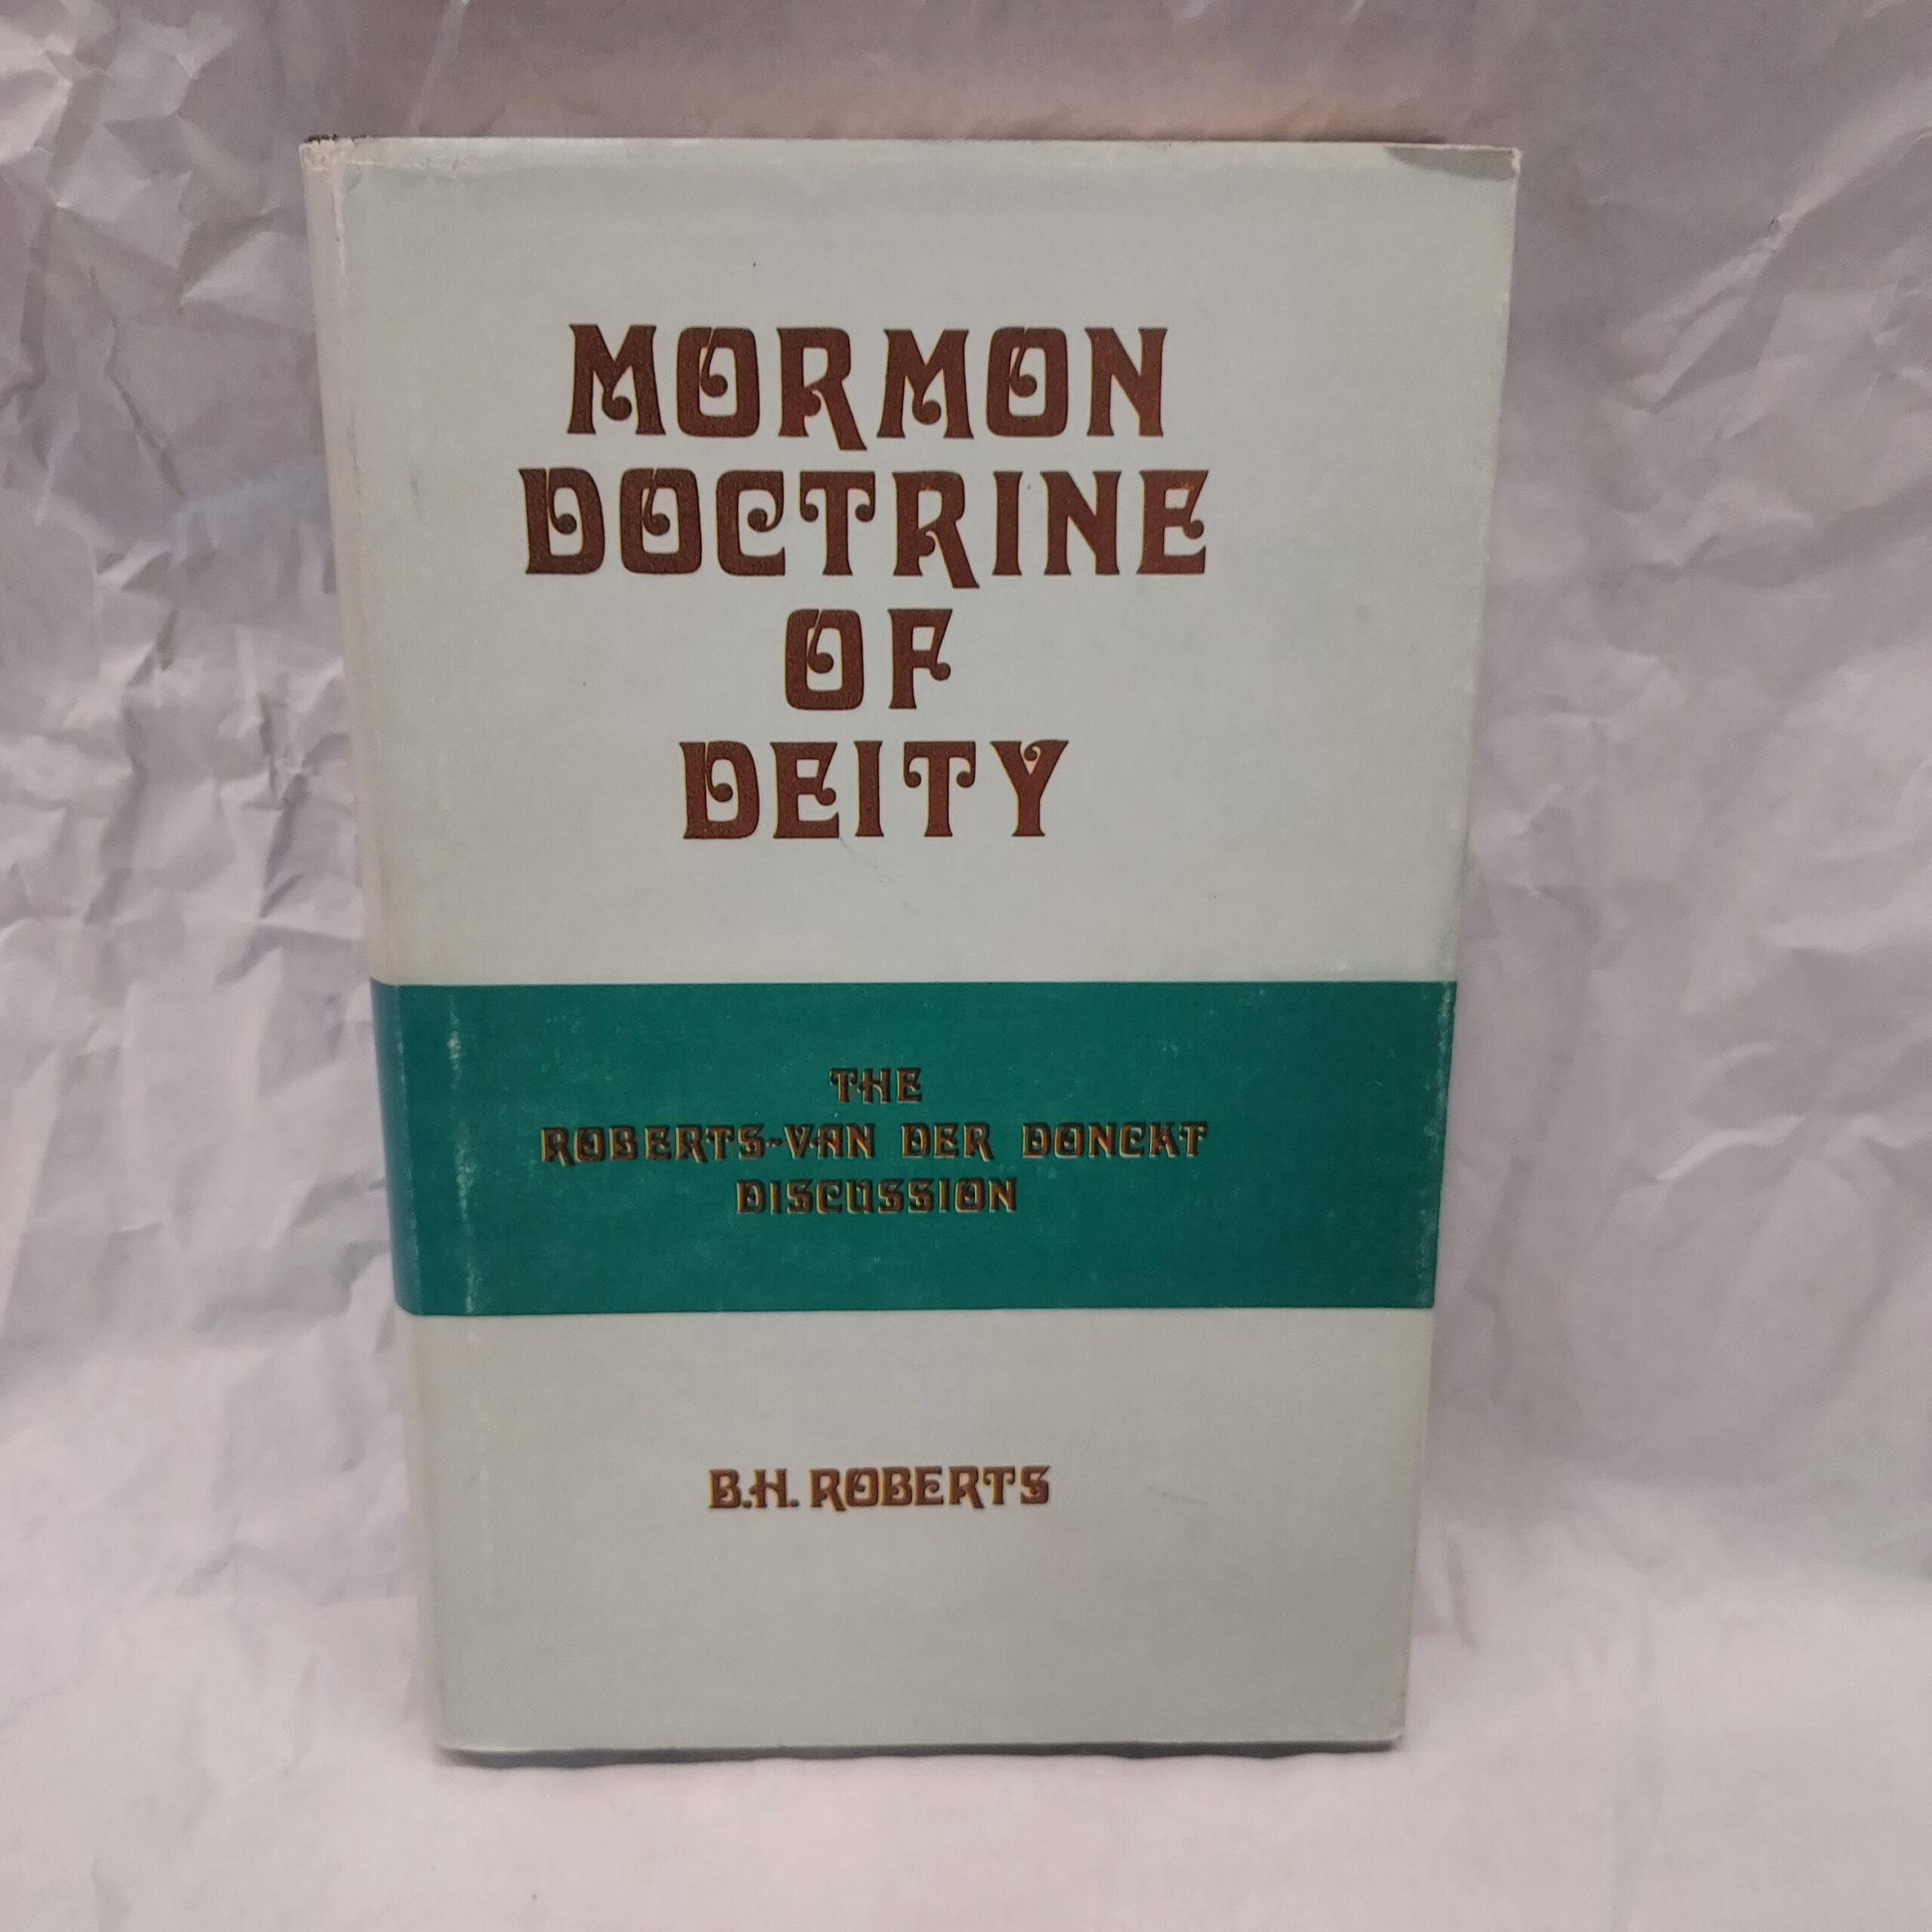 MORMON
DOCTRINE
OF
DEITY
THE
ROBERTS-VAN DER DONCKT
DISCUSSION
B.H. ROBERTS